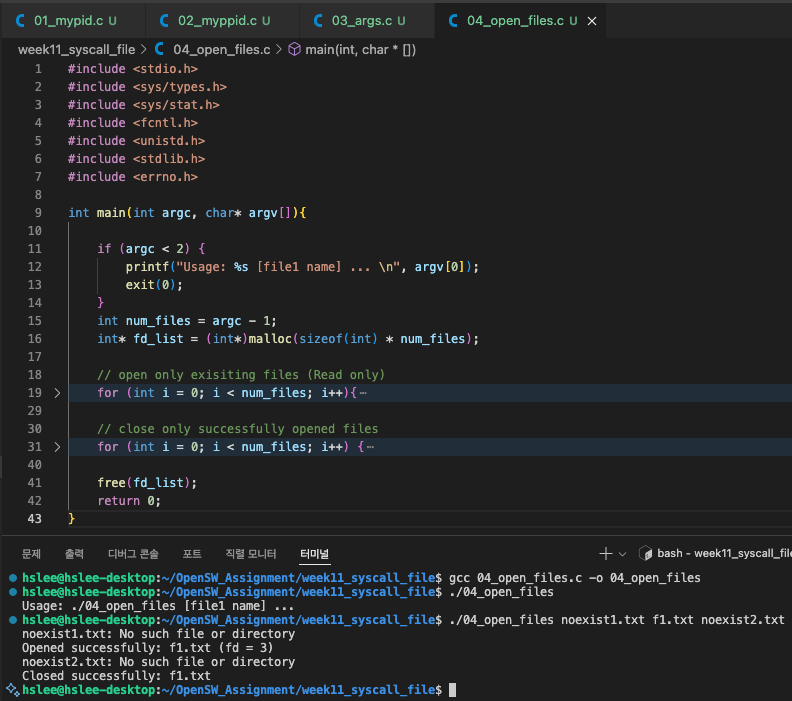 01_mypid.c U 02_myppid.c U 03_args.c U 04_open_files.c U
week11_syscall_file > 04_open_files.c > main(int, char * [])
1 #include <stdio.h>
2 #include <sys/types.h>
3 #include <sys/stat.h>
4 #include <fcntl.h>
5 #include <unistd.h>
6 #include <stdlib.h>
7 #include <errno.h>
8
9 int main(int argc, char* argv[]){
10
11 if (argc < 2) {
12 printf("Usage: %s [file1 name] ... \n", argv[0]);
13 exit(0);
14 }
15 int num_files = argc - 1;
16 int* fd_list = (int*)malloc(sizeof(int) * num_files);
17
18 // open only exisiting files (Read only)
19 for (int i = 0; i < num_files; i++){…
29
30 // close only successfully opened files
31 for (int i = 0; i < num_files; i++) {…
40
41 free(fd_list);
42 return 0;
43 }
문제 출력 디버그 콘솔 포트 직렬 모니터 터미널 bash - week11_syscall_file
hslee@hslee-desktop:~/OpenSW_Assignment/week11_syscall_file$ gcc 04_open_files.c -o 04_open_files
hslee@hslee-desktop:~/OpenSW_Assignment/week11_syscall_file$ ./04_open_files
Usage: ./04_open_files [file1 name] ...
hslee@hslee-desktop:~/OpenSW_Assignment/week11_syscall_file$ ./04_open_files noexist1.txt f1.txt noexist2.txt
noexist1.txt: No such file or directory
Opened successfully: f1.txt (fd = 3)
noexist2.txt: No such file or directory
Closed successfully: f1.txt
hslee@hslee-desktop:~/OpenSW_Assignment/week11_syscall_file$